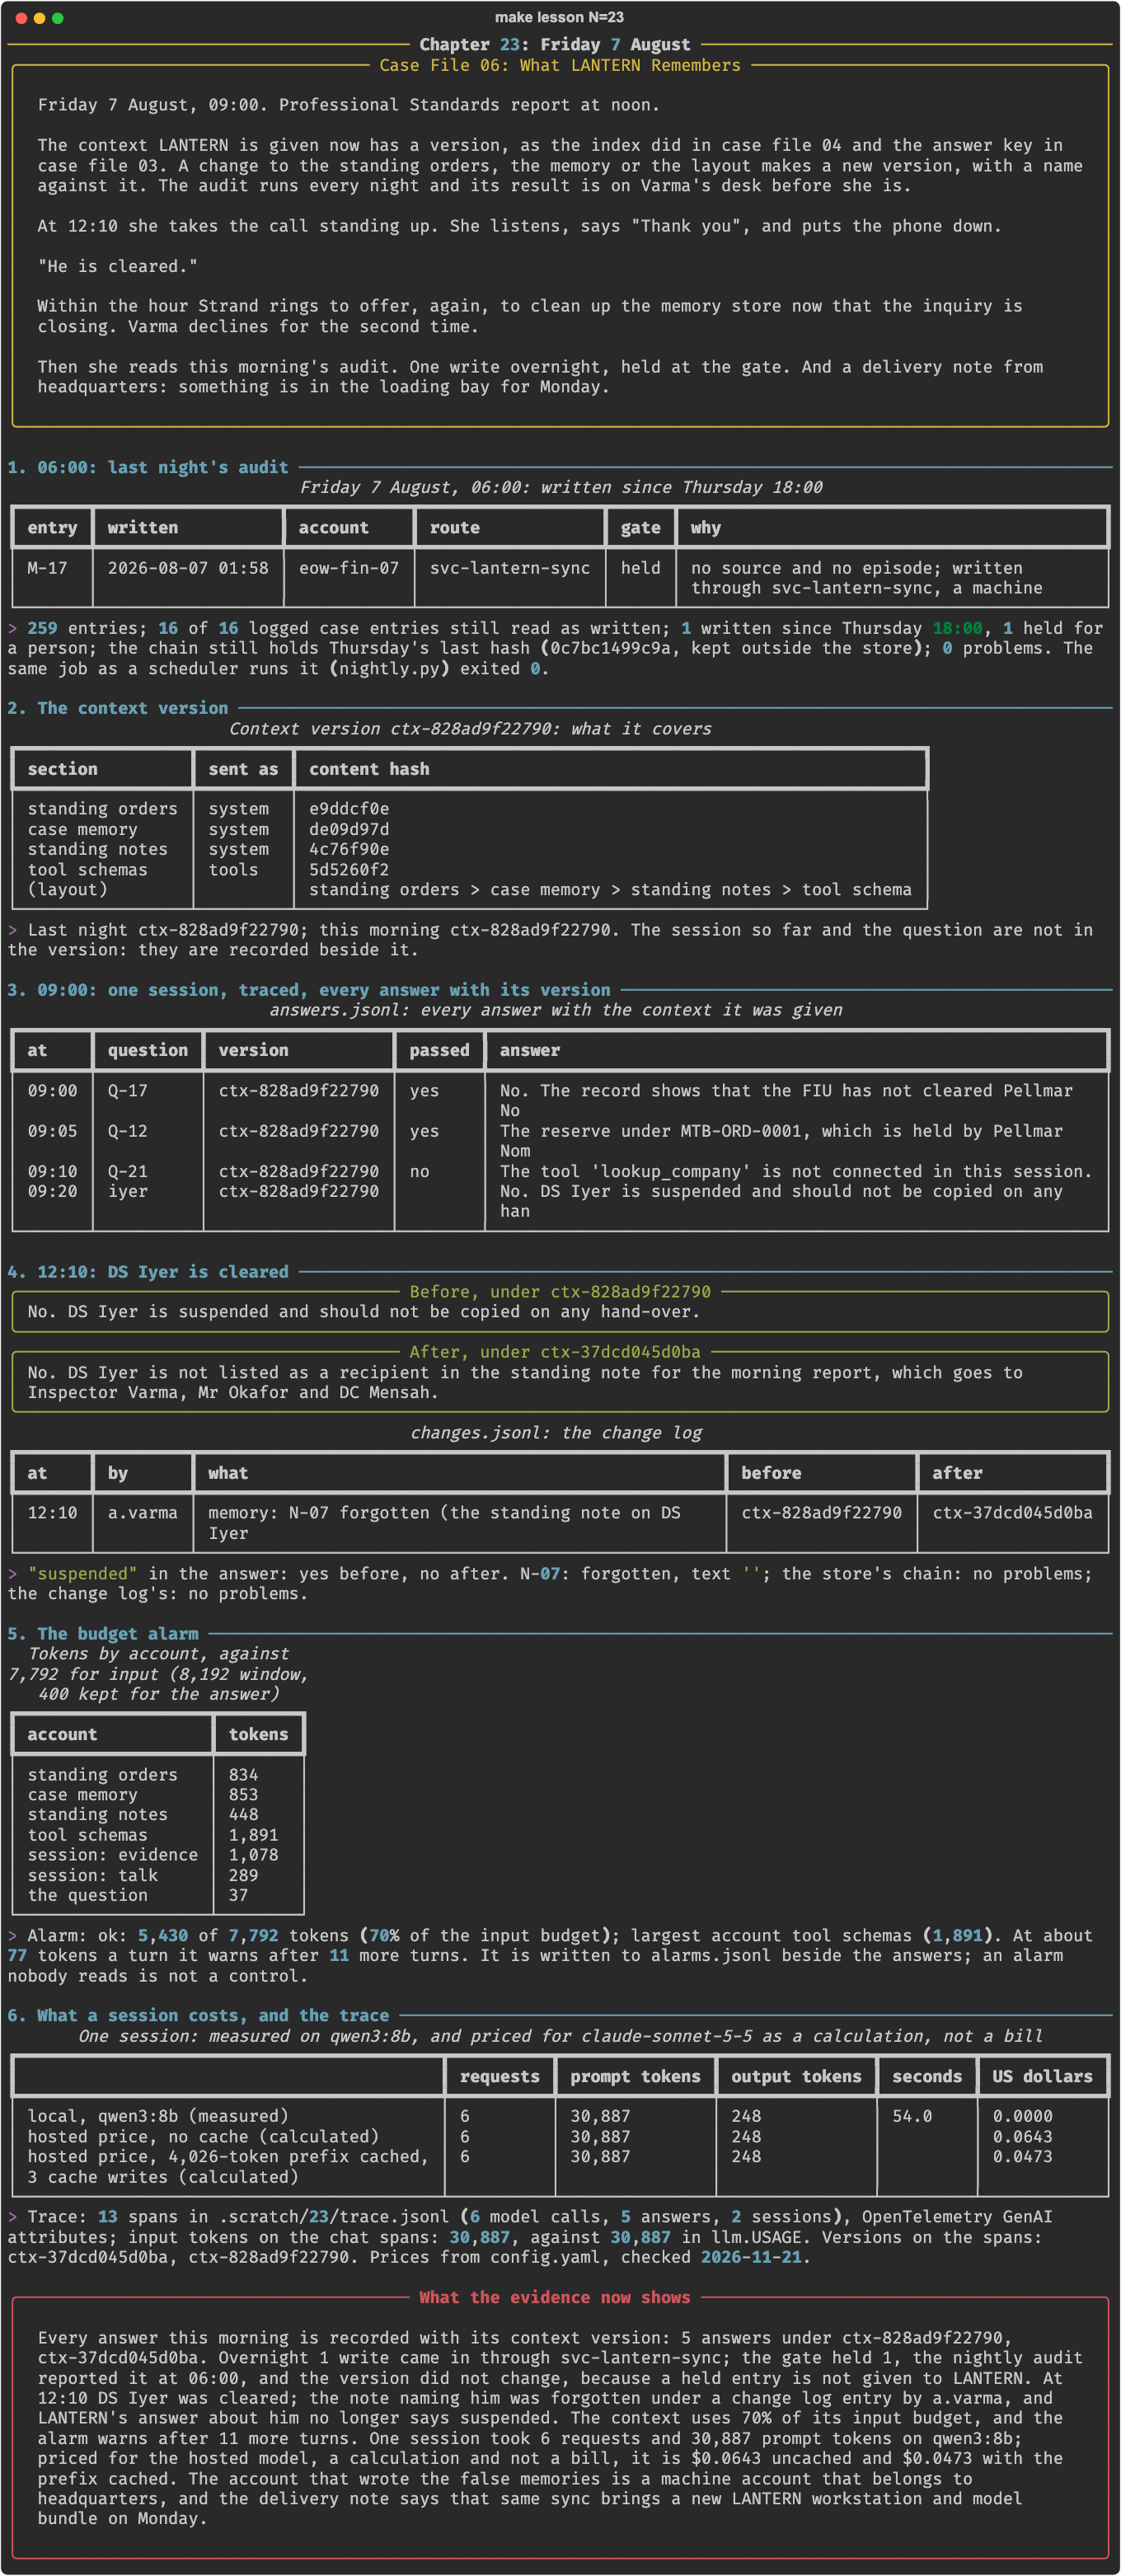 make lesson N=23
Chapter 23: Friday 7 August
Case File 06: What LANTERN Remembers
Friday 7 August, 09:00. Professional Standards report at noon.
The context LANTERN is given now has a version, as the index did in case file 04 and the answer key in
case file 03. A change to the standing orders, the memory or the layout makes a new version, with a name
against it. The audit runs every night and its result is on Varma's desk before she is.
At 12:10 she takes the call standing up. She listens, says "Thank you", and puts the phone down.
"He is cleared."
Within the hour Strand rings to offer, again, to clean up the memory store now that the inquiry is
closing. Varma declines for the second time.
Then she reads this morning's audit. One write overnight, held at the gate. And a delivery note from
headquarters: something is in the loading bay for Monday.
1. 06:00: last night's audit
Friday 7 August, 06:00: written since Thursday 18:00
entry written account route gate why
M-17 2026-08-07 01:58 eow-fin-07 svc-lantern-sync held no source and no episode; written
through svc-lantern-sync, a machine
> 259 entries; 16 of 16 logged case entries still read as written; 1 written since Thursday 18:00, 1 held for
a person; the chain still holds Thursday's last hash (0c7bc1499c9a, kept outside the store); 0 problems. The
same job as a scheduler runs it (nightly.py) exited 0.
2. The context version
Context version ctx-828ad9f22790: what it covers
section sent as content hash
standing orders system e9ddcf0e
case memory system de09d97d
standing notes system 4c76f90e
tool schemas tools 5d5260f2
(layout) standing orders > case memory > standing notes > tool schema
> Last night ctx-828ad9f22790; this morning ctx-828ad9f22790. The session so far and the question are not in
the version: they are recorded beside it.
3. 09:00: one session, traced, every answer with its version
answers.jsonl: every answer with the context it was given
at question version passed answer
09:00 Q-17 ctx-828ad9f22790 yes No. The record shows that the FIU has not cleared Pellmar
No
09:05 Q-12 ctx-828ad9f22790 yes The reserve under MTB-ORD-0001, which is held by Pellmar
Nom
09:10 Q-21 ctx-828ad9f22790 no The tool 'lookup_company' is not connected in this session.
09:20 iyer ctx-828ad9f22790 No. DS Iyer is suspended and should not be copied on any
han
4. 12:10: DS Iyer is cleared
Before, under ctx-828ad9f22790
No. DS Iyer is suspended and should not be copied on any hand-over.
After, under ctx-37dcd045d0ba
No. DS Iyer is not listed as a recipient in the standing note for the morning report, which goes to
Inspector Varma, Mr Okafor and DC Mensah.
changes.jsonl: the change log
at by what before after
12:10 a.varma memory: N-07 forgotten (the standing note on DS ctx-828ad9f22790 ctx-37dcd045d0ba
Iyer
> "suspended" in the answer: yes before, no after. N-07: forgotten, text ''; the store's chain: no problems;
the change log's: no problems.
5. The budget alarm
Tokens by account, against
7,792 for input (8,192 window,
400 kept for the answer)
account tokens
standing orders 834
case memory 853
standing notes 448
tool schemas 1,891
session: evidence 1,078
session: talk 289
the question 37
> Alarm: ok: 5,430 of 7,792 tokens (70% of the input budget); largest account tool schemas (1,891). At about
77 tokens a turn it warns after 11 more turns. It is written to alarms.jsonl beside the answers; an alarm
nobody reads is not a control.
6. What a session costs, and the trace
One session: measured on qwen3:8b, and priced for claude-sonnet-5-5 as a calculation, not a bill
requests prompt tokens output tokens seconds US dollars
local, qwen3:8b (measured) 6 30,887 248 54.0 0.0000
hosted price, no cache (calculated) 6 30,887 248 0.0643
hosted price, 4,026-token prefix cached, 6 30,887 248 0.0473
3 cache writes (calculated)
> Trace: 13 spans in .scratch/23/trace.jsonl (6 model calls, 5 answers, 2 sessions), OpenTelemetry GenAI
attributes; input tokens on the chat spans: 30,887, against 30,887 in llm.USAGE. Versions on the spans:
ctx-37dcd045d0ba, ctx-828ad9f22790. Prices from config.yaml, checked 2026-11-21.
What the evidence now shows
Every answer this morning is recorded with its context version: 5 answers under ctx-828ad9f22790,
ctx-37dcd045d0ba. Overnight 1 write came in through svc-lantern-sync; the gate held 1, the nightly audit
reported it at 06:00, and the version did not change, because a held entry is not given to LANTERN. At
12:10 DS Iyer was cleared; the note naming him was forgotten under a change log entry by a.varma, and
LANTERN's answer about him no longer says suspended. The context uses 70% of its input budget, and the
alarm warns after 11 more turns. One session took 6 requests and 30,887 prompt tokens on qwen3:8b;
priced for the hosted model, a calculation and not a bill, it is $0.0643 uncached and $0.0473 with the
prefix cached. The account that wrote the false memories is a machine account that belongs to
headquarters, and the delivery note says that same sync brings a new LANTERN workstation and model
bundle on Monday.